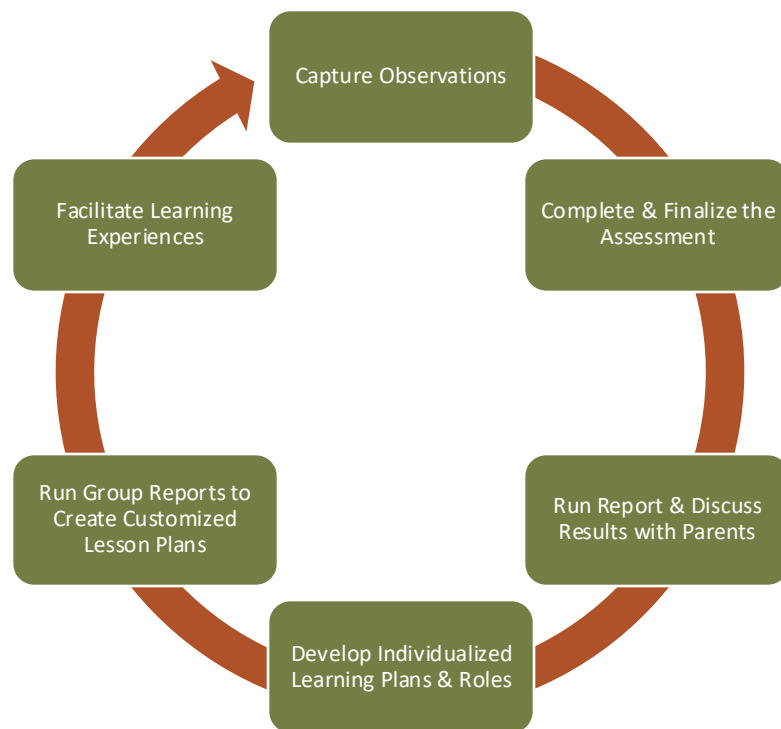 Capture Observations
Complete & Finalize the
Assessment
Run Report & Discuss
Results with Parents
Develop Individualized
Learning Plans & Roles
Run Group Reports to
Create Customized
Lesson Plans
Facilitate Learning
Experiences